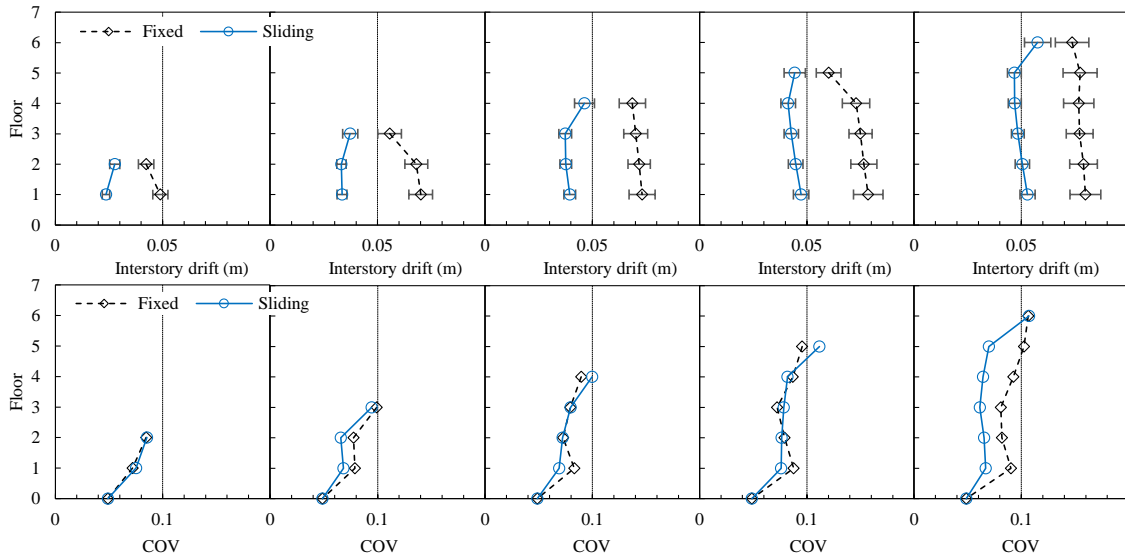 7
6
5
4
3
2
1
0
Floor
Fixed
Sliding
0
0.05
0
0.05
0
0.05
0
0.05
0
0.05
Interstory drift (m)
Interstory drift (m)
Interstory drift (m)
Interstory drift (m)
Intertory drift (m)
7
6
5
4
3
2
1
0
Floor
Fixed
Sliding
0
0.1
0
0.1
0
0.1
0
0.1
0
0.1
COV
COV
COV
COV
COV